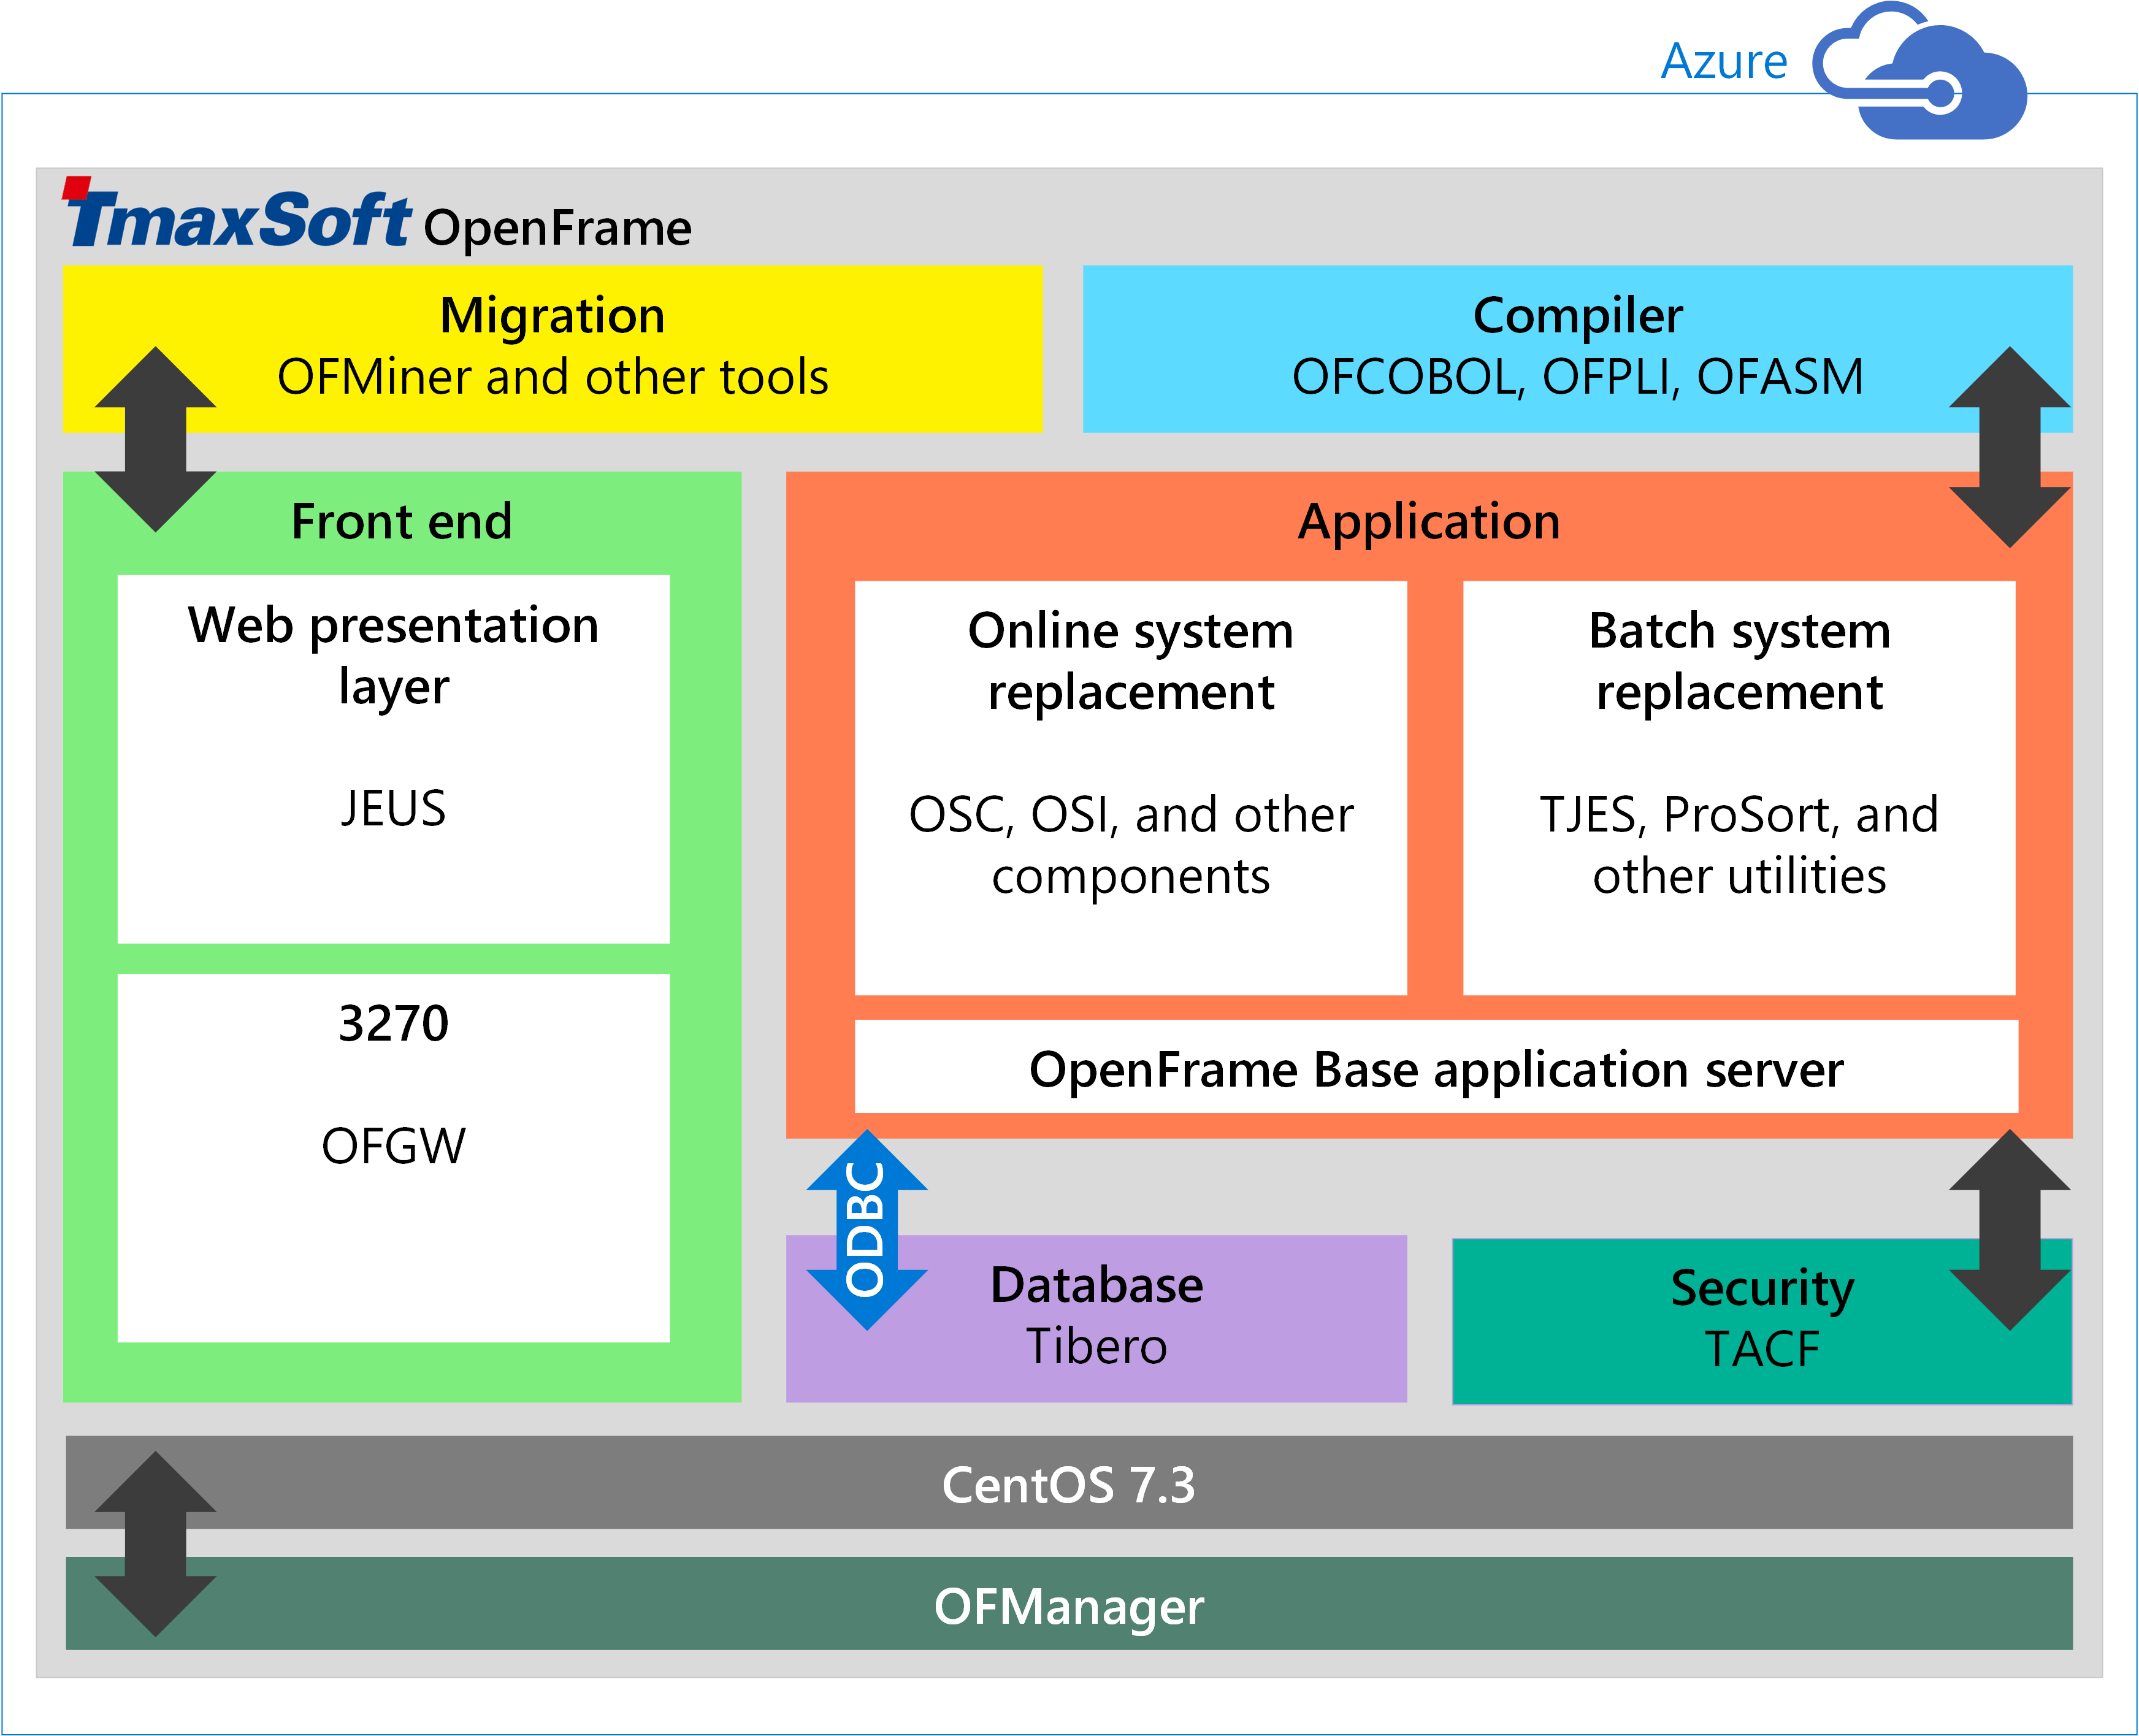 Azure
TmaxSoft OpenFrame
Migration
OFMiner and other tools
Compiler
OFCOBOL, OFPLI, OFASM
Front end
Web presentation
layer
JEUS
3270
OFGW
Application
Online system
replacement
OSC, OSI, and other
components
Batch system
replacement
TJES, ProSort, and
other utilities
OpenFrame Base application server
ODBC
Database
Tibero
Security
TACF
CentOS 7.3
OFManager